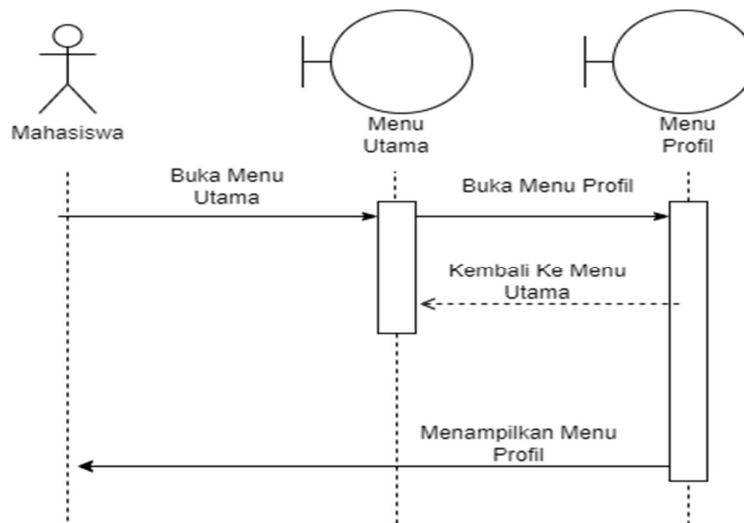 Mahasiswa
Menu
Utama
Menu
Profil
Buka Menu
Utama
Buka Menu Profil
Kembali Ke Menu
Utama
Menampilkan Menu
Profil